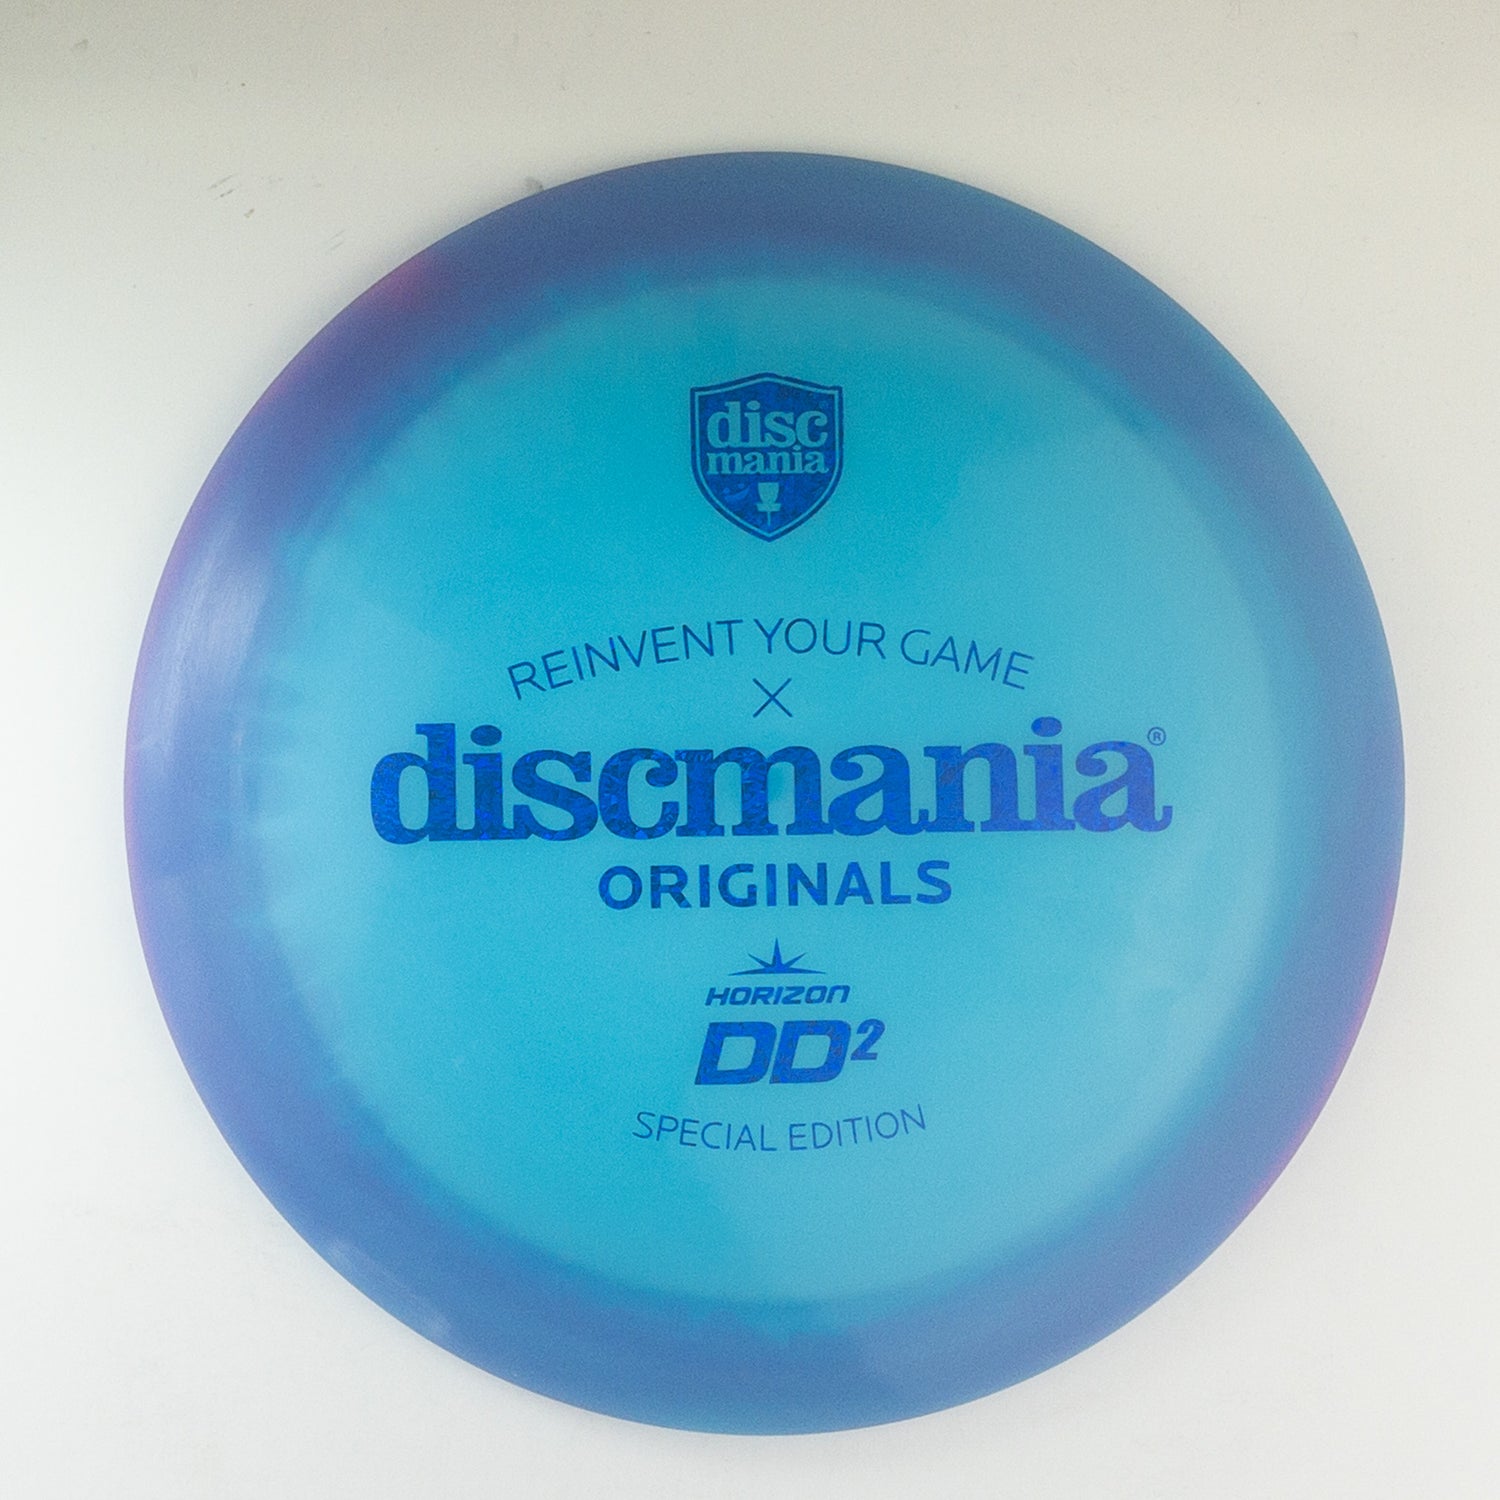 disc
mania
REINVENT YOUR GAME
X
discmania®
ORIGINALS
HORIZON
DD²
SPECIAL EDITION